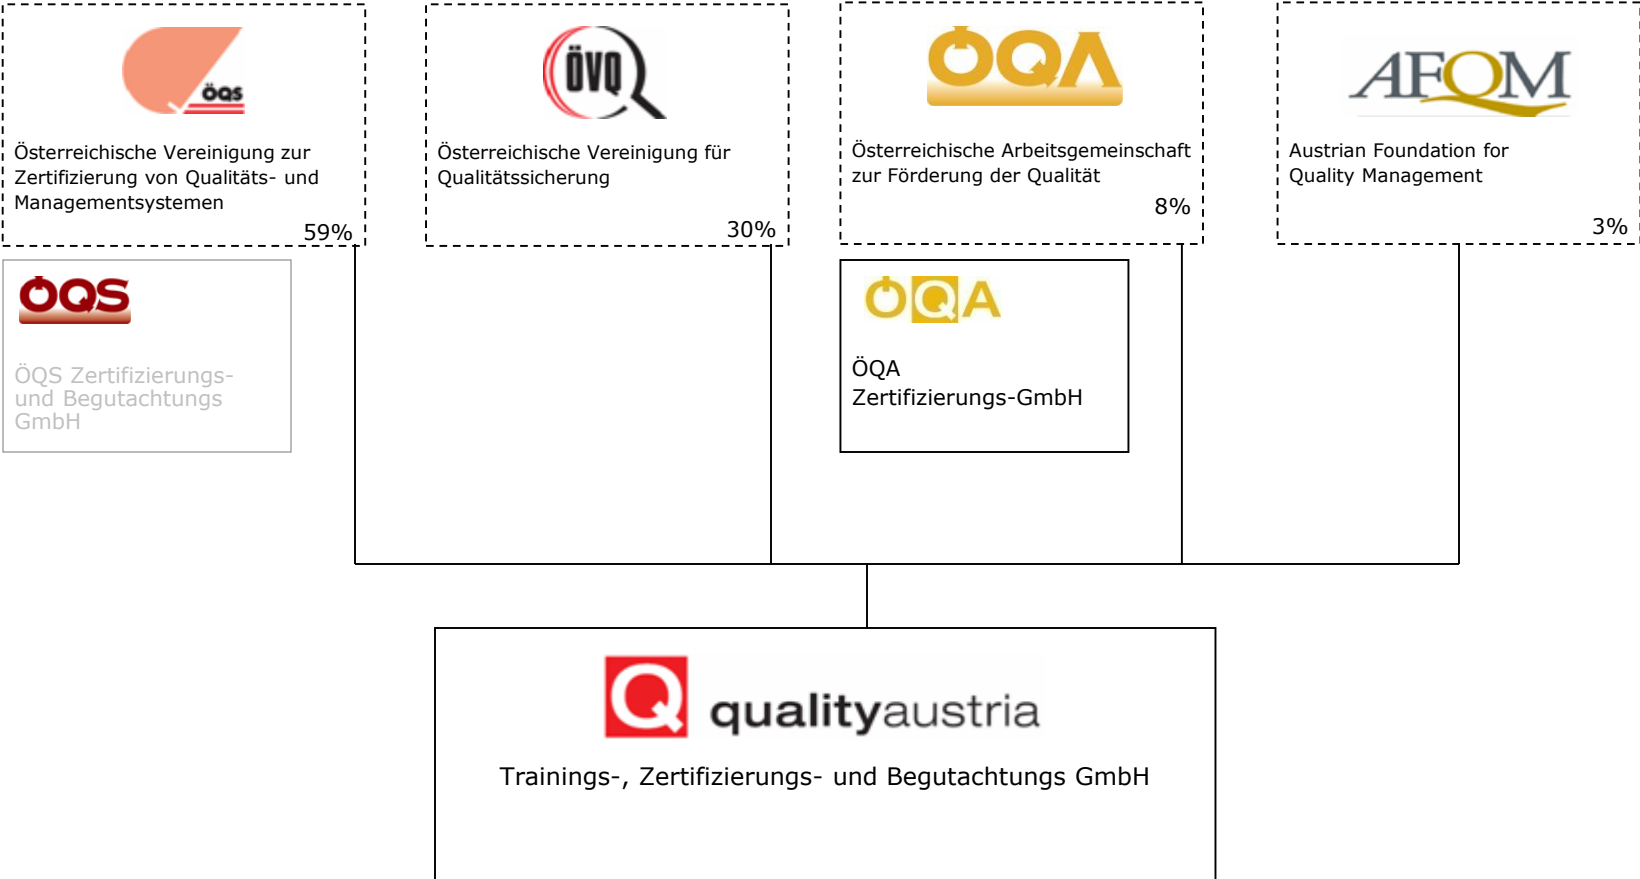 öqs
Österreichische Vereinigung zur
Zertifizierung von Qualitäts- und
Managementsystemen
59%
ÖVQ
Österreichische Vereinigung für
Qualitätssicherung
30%
ÖQA
Österreichische Arbeitsgemeinschaft
zur Förderung der Qualität
8%
AFQM
Austrian Foundation for
Quality Management
3%
ÖQS
ÖQS Zertifizierungs-
und Begutachtungs
GmbH
ÖQA
ÖQA
Zertifizierungs-GmbH
Q qualityaustria
Trainings-, Zertifizierungs- und Begutachtungs GmbH